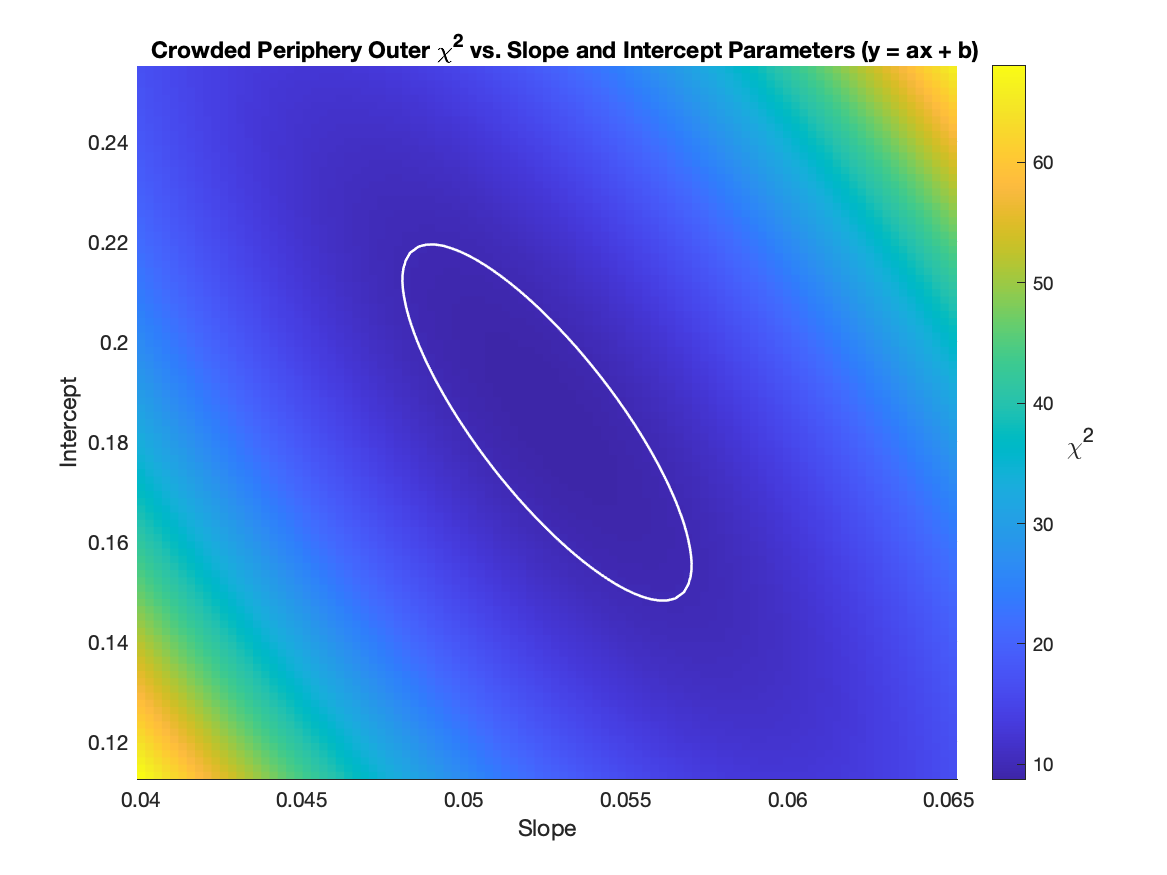 Crowded Periphery Outer χ² vs. Slope and Intercept Parameters (y = ax + b)
0.24
0.22
0.2
0.18
0.16
0.14
0.12
Intercept
0.04 0.045 0.05 0.055 0.06 0.065
Slope
60
50
40
30
20
10
χ²